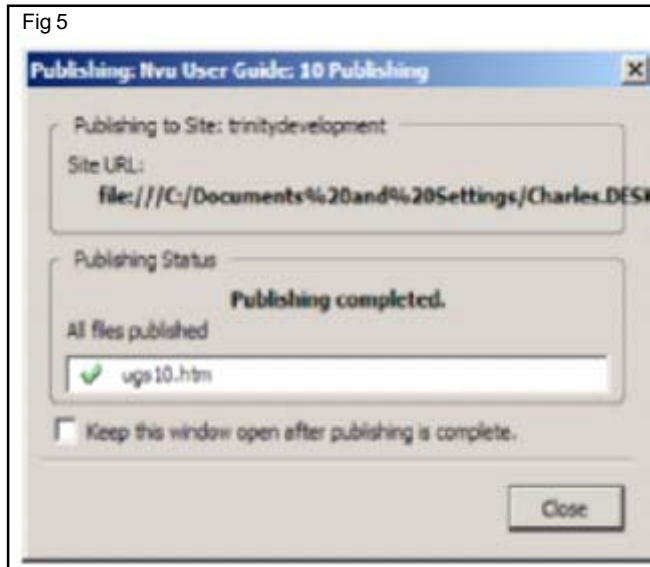 Fig 5
Publishing: Nvu User Guide: 10 Publishing
Publishing to Site: trinitydevelopment
Site URL:
file:///C:/Documents%20and%20Settings/Charles.DESK
Publishing Status
Publishing completed.
All files published
ugs10.htm
Keep this window open after publishing is complete.
Close